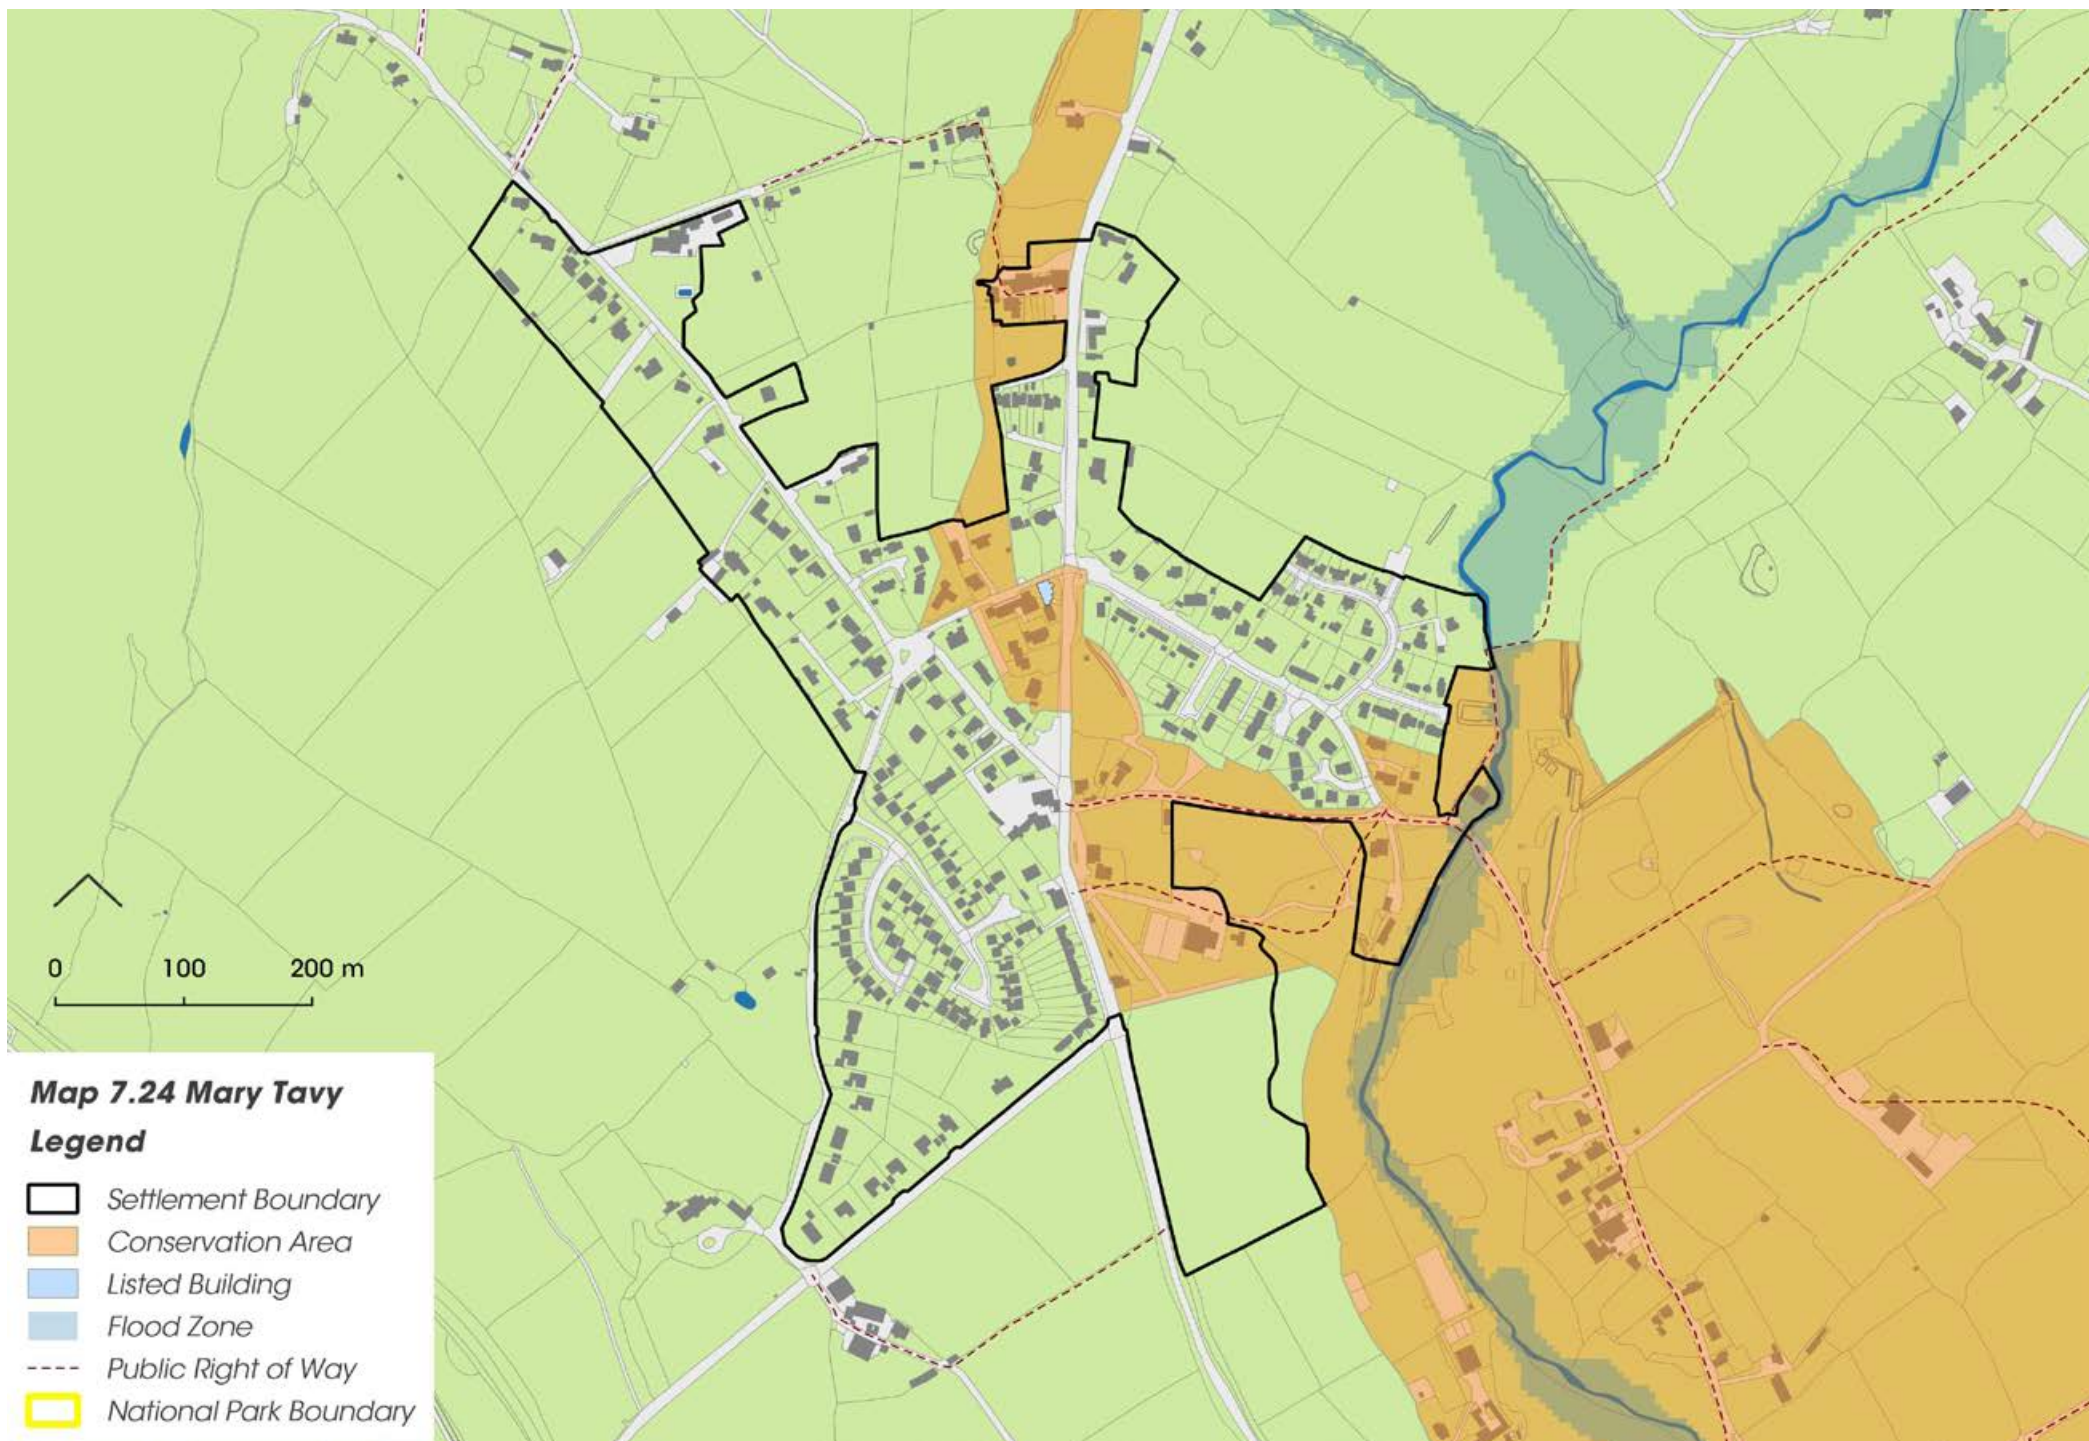 0 100 200 m
Map 7.24 Mary Tavy
Legend
Settlement Boundary
Conservation Area
Listed Building
Flood Zone
Public Right of Way
National Park Boundary